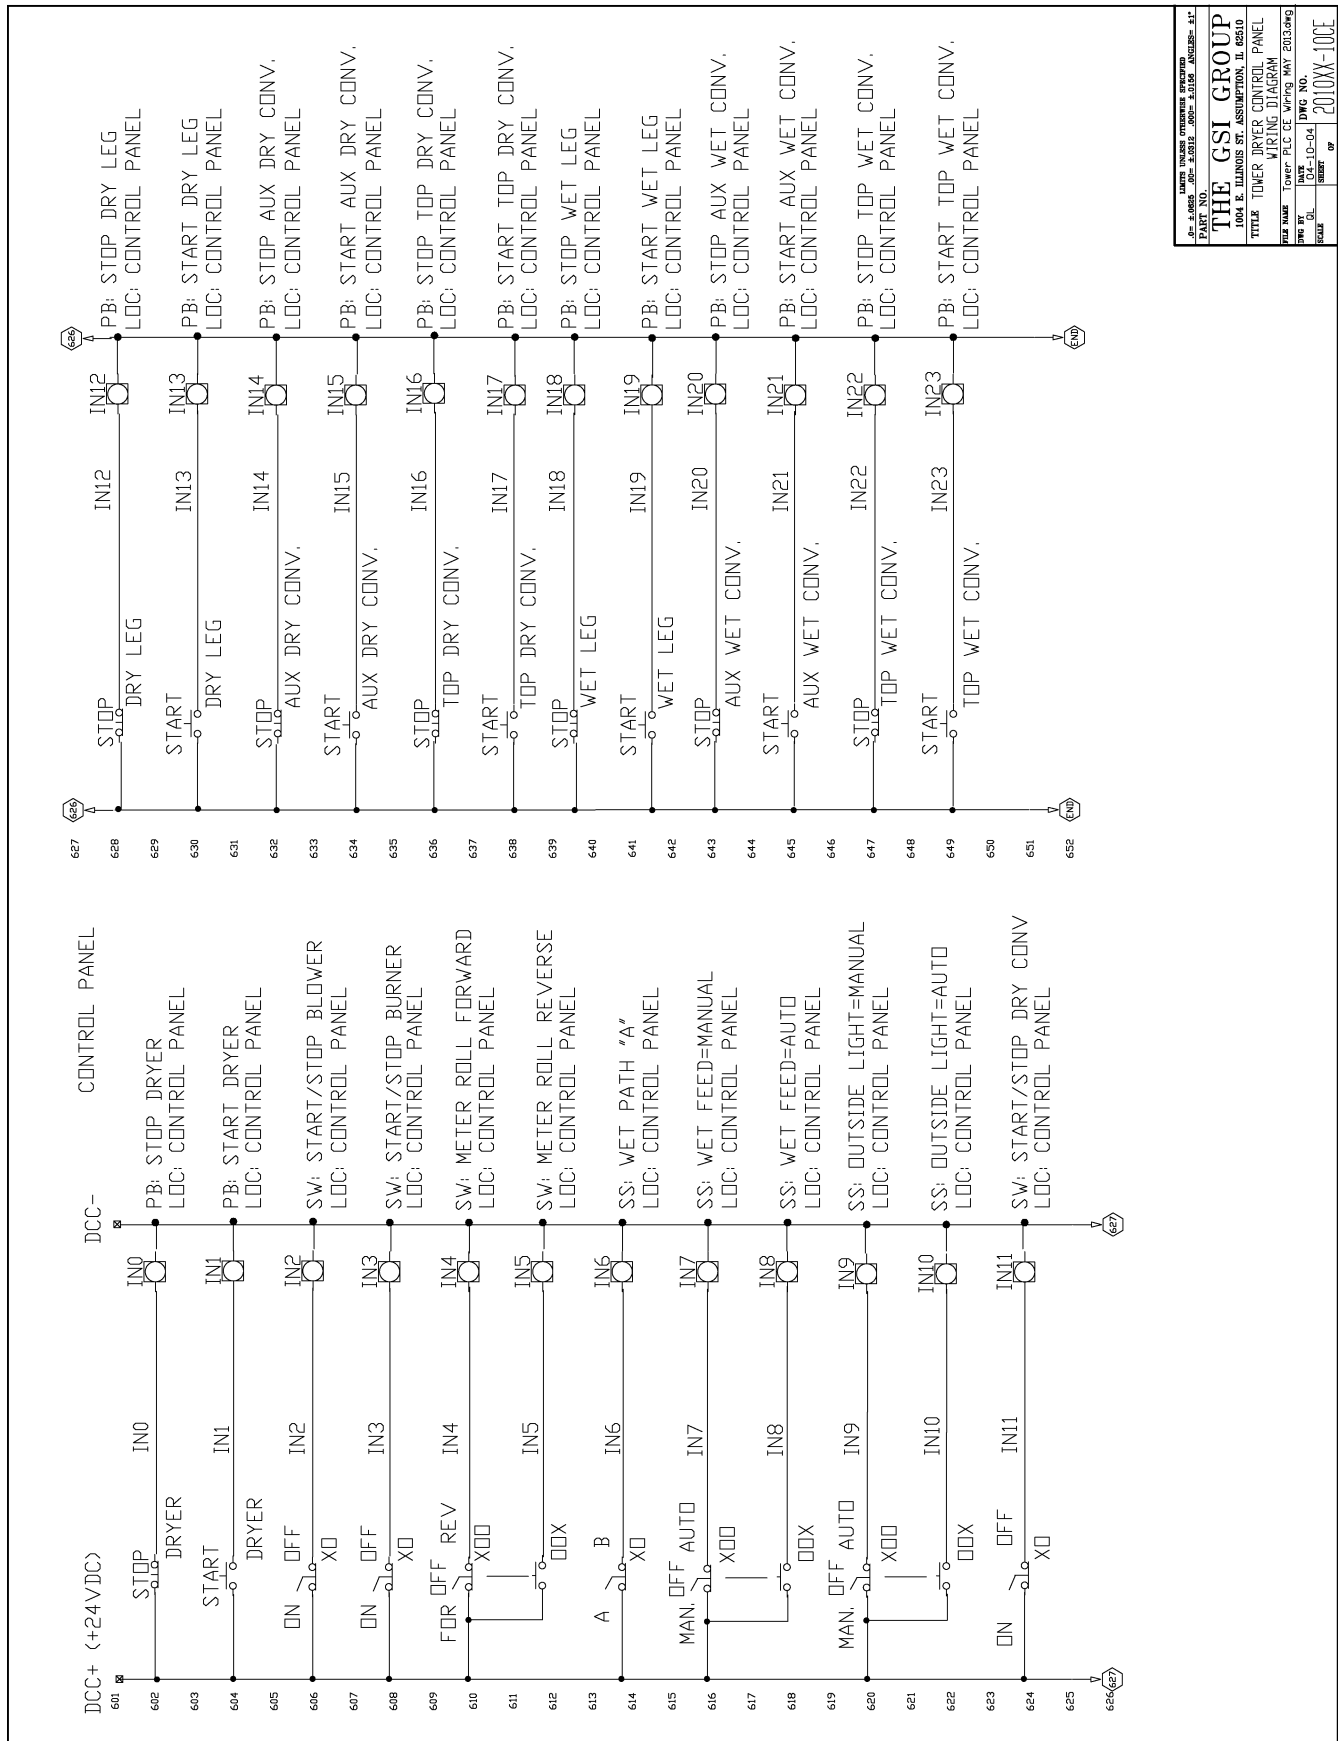 DCC+ (+24VDC)
DCC-
CONTROL PANEL
601
602
STOP
DRYER
IN0
IN0
PB: STOP DRYER
LOC: CONTROL PANEL
603
604
START
DRYER
IN1
IN1
PB: START DRYER
LOC: CONTROL PANEL
605
606
ON
OFF
XO
IN2
IN2
SW: START/STOP BLOWER
LOC: CONTROL PANEL
607
608
ON
OFF
XO
IN3
IN3
SW: START/STOP BURNER
LOC: CONTROL PANEL
609
610
FOR
OFF
REV
XOO
IN4
IN4
SW: METER ROLL FORWARD
LOC: CONTROL PANEL
611
612
OOX
IN5
IN5
SW: METER ROLL REVERSE
LOC: CONTROL PANEL
613
614
A
B
XO
IN6
IN6
SS: WET PATH "A"
LOC: CONTROL PANEL
615
616
MAN.
OFF
AUTO
XOO
IN7
IN7
SS: WET FEED=MANUAL
LOC: CONTROL PANEL
617
618
OOX
IN8
IN8
SS: WET FEED=AUTO
LOC: CONTROL PANEL
619
620
MAN.
OFF
AUTO
XOO
IN9
IN9
SS: OUTSIDE LIGHT=MANUAL
LOC: CONTROL PANEL
621
622
OOX
IN10
IN10
SS: OUTSIDE LIGHT=AUTO
LOC: CONTROL PANEL
623
624
ON
OFF
XO
IN11
IN11
SW: START/STOP DRY CONV
LOC: CONTROL PANEL
625
626
627
627
626
626
627
628
STOP
DRY LEG
IN12
IN12
PB: STOP DRY LEG
LOC: CONTROL PANEL
629
630
START
DRY LEG
IN13
IN13
PB: START DRY LEG
LOC: CONTROL PANEL
631
632
STOP
AUX DRY CONV.
IN14
IN14
PB: STOP AUX DRY CONV.
LOC: CONTROL PANEL
633
634
START
AUX DRY CONV.
IN15
IN15
PB: START AUX DRY CONV.
LOC: CONTROL PANEL
635
636
STOP
TOP DRY CONV.
IN16
IN16
PB: STOP TOP DRY CONV.
LOC: CONTROL PANEL
637
638
START
TOP DRY CONV.
IN17
IN17
PB: START TOP DRY CONV.
LOC: CONTROL PANEL
639
640
STOP
WET LEG
IN18
IN18
PB: STOP WET LEG
LOC: CONTROL PANEL
641
642
START
WET LEG
IN19
IN19
PB: START WET LEG
LOC: CONTROL PANEL
643
644
STOP
AUX WET CONV.
IN20
IN20
PB: STOP AUX WET CONV.
LOC: CONTROL PANEL
645
646
START
AUX WET CONV.
IN21
IN21
PB: START AUX WET CONV.
LOC: CONTROL PANEL
647
648
STOP
TOP WET CONV.
IN22
IN22
PB: STOP TOP WET CONV.
LOC: CONTROL PANEL
649
650
START
TOP WET CONV.
IN23
IN23
PB: START TOP WET CONV.
LOC: CONTROL PANEL
651
652
END
END
LIMITS UNLESS OTHERWISE SPECIFIED
.0= ±.0625 .00= ±.0312 .000= ±.0156 ANGLES= ±1°
PART NO.
THE GSI GROUP
1004 E. ILLINOIS ST. ASSUMPTION, IL 62510
TITLE TOWER DRYER CONTROL PANEL
WIRING DIAGRAM
FILE NAME Tower PLC CE Wiring MAY 2013.dwg
DWG BY
GL
DATE
04-10-04
DWG NO.
2010XX-10CE
SCALE
SHEET OF